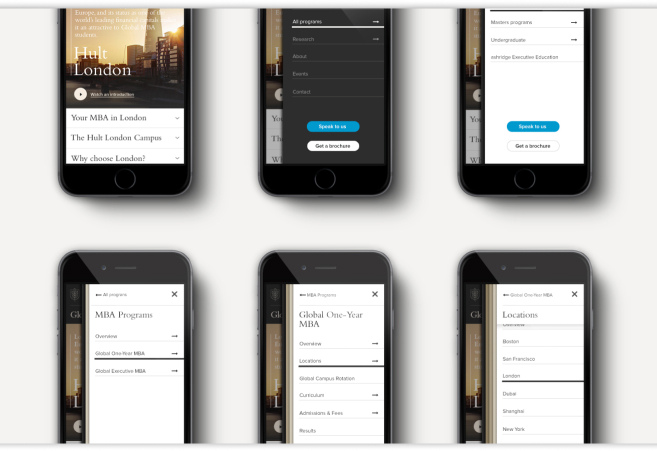 Europe, and its status as one of the
world's leading financial capitals make
it an attractive to Global MBA
students
Hult
London
Watch an introduction
Your MBA in London
The Hult London Campus
Why choose London?
All programs
Research
About
Events
Contact
Speak to us
Get a brochure
Masters programs
Undergraduate
ashridge Executive Education
Speak to us
Get a brochure
All programs
MBA Programs
Overview
Global One-Year MBA
Global Executive MBA
MBA Programs
Global One-Year
MBA
Overview
Locations
Global Campus Rotation
Curriculum
Admissions & Fees
Results
Global One-Year MBA
Locations
Overview
Boston
San Francisco
London
Dubai
Shanghai
New York